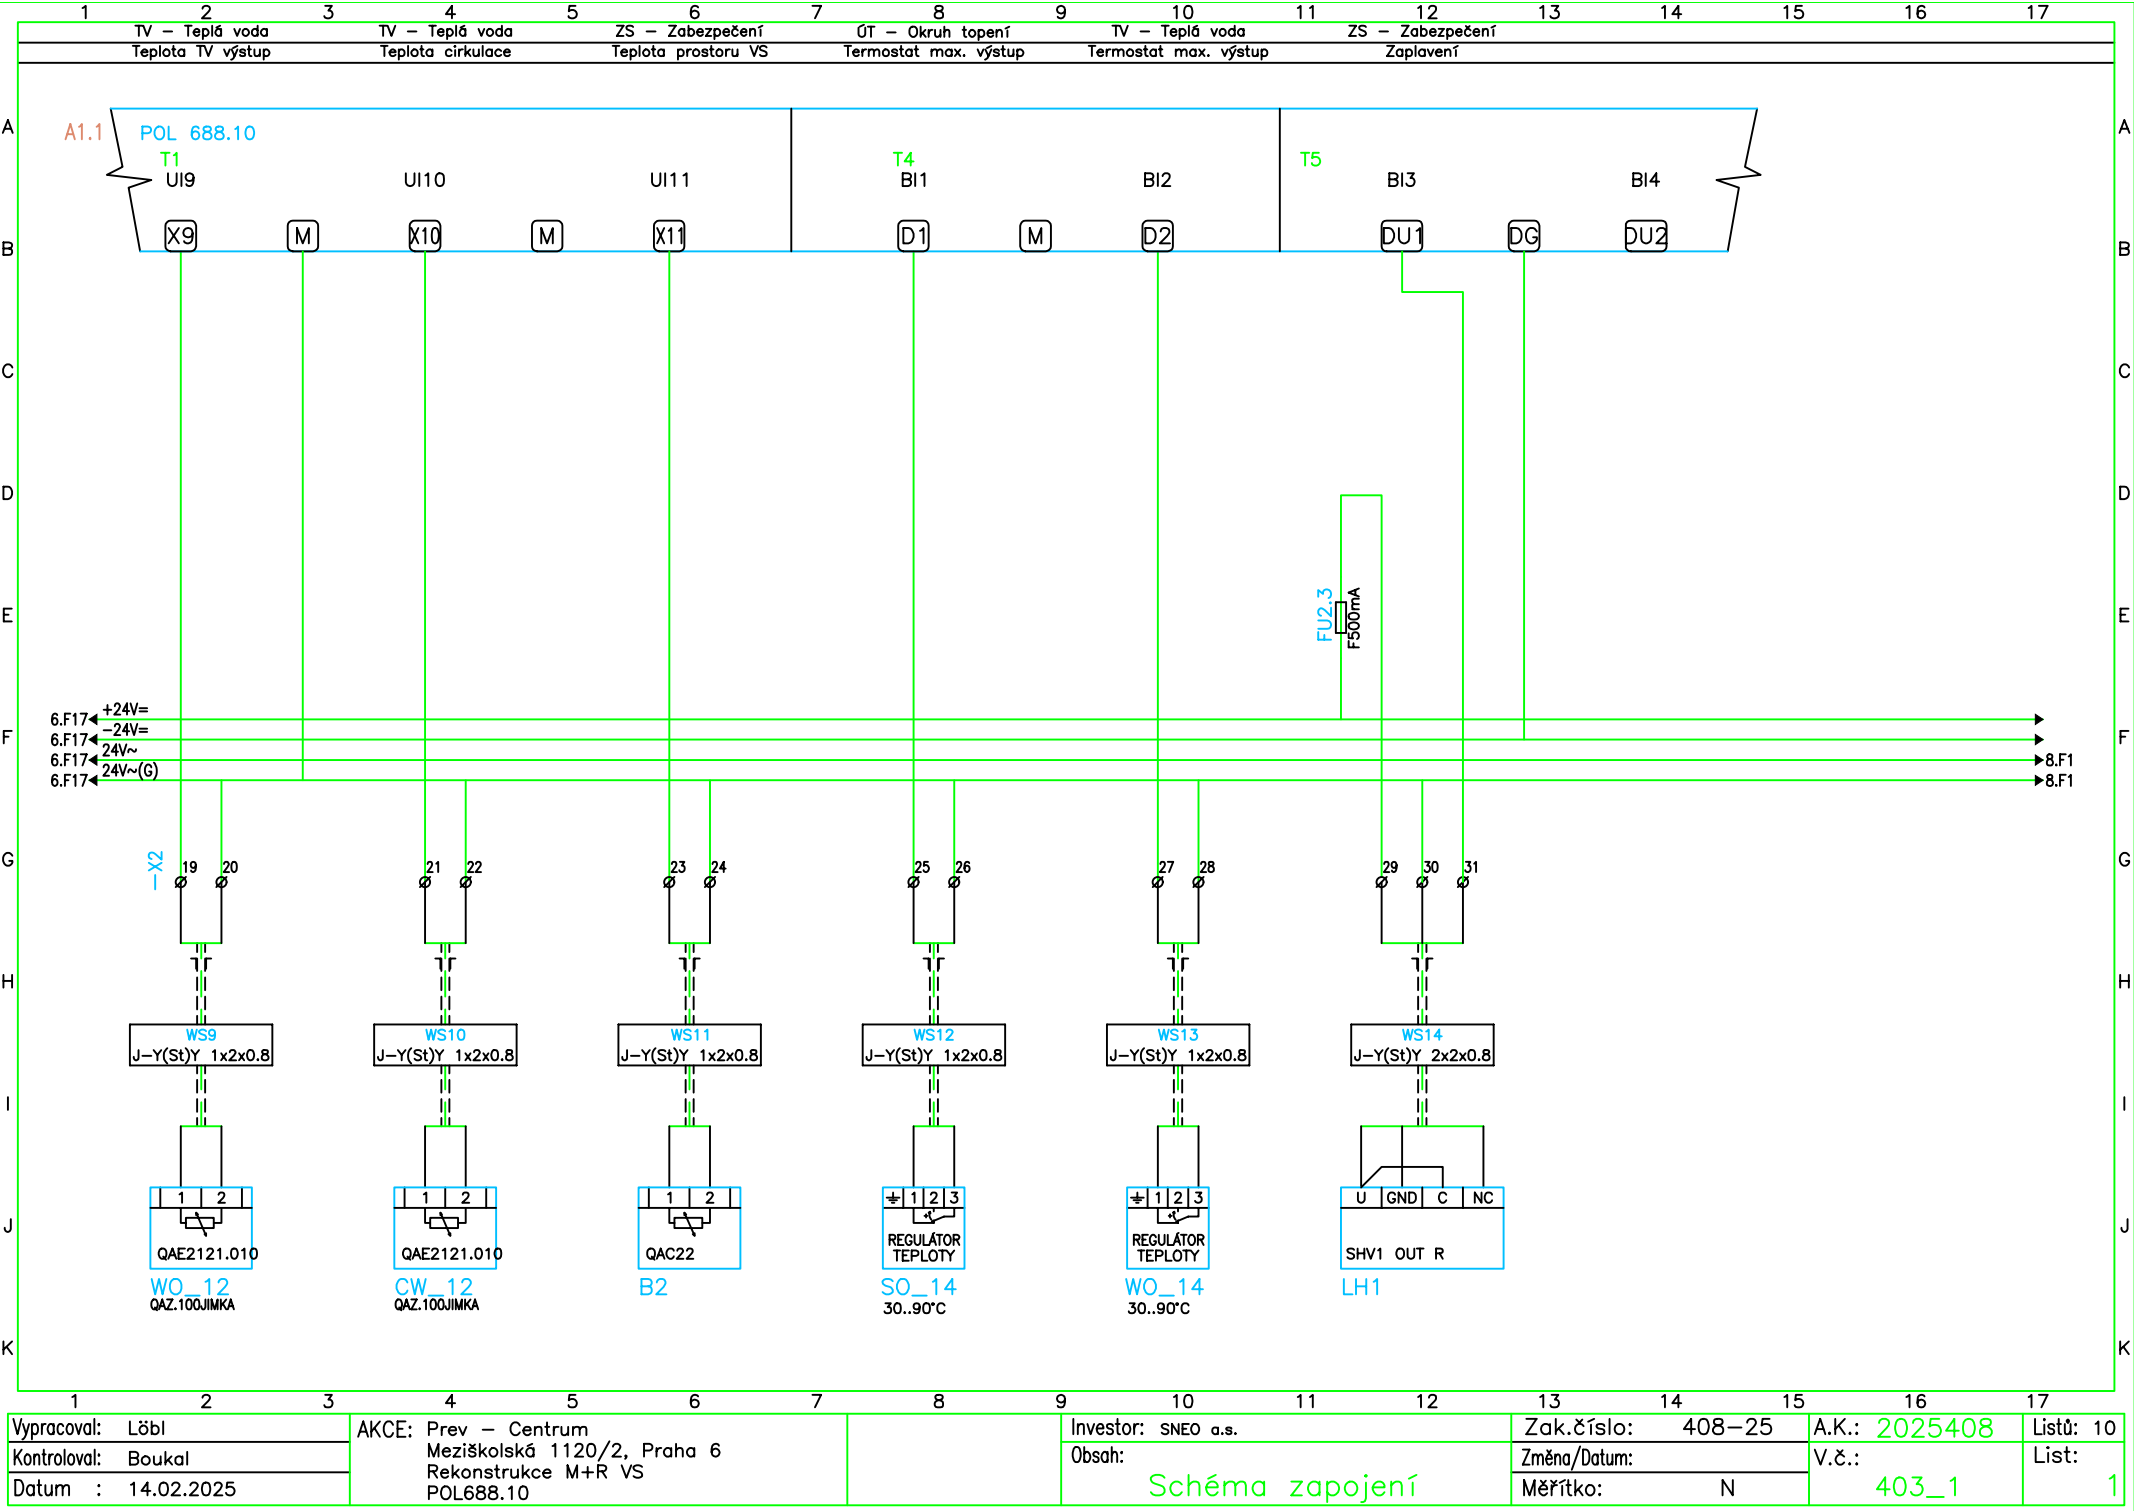 1 2 3 4 5 6 7 8 9 10 11 12 13 14 15 16 17
TV – Teplá voda TV – Teplá voda ZS – Zabezpečení ÚT – Okruh topení TV – Teplá voda ZS – Zabezpečení
Teplota TV výstup Teplota cirkulace Teplota prostoru VS Termostat max. výstup Termostat max. výstup Zaplavení
A A1.1 POL 688.10 A
T1 T4 T5
UI9 UI10 UI11 BI1 BI2 BI3 BI4
X9 M X10 M X11 D1 M D2 DU1 DG DU2
B B
C C
D D
E FU2.3 F500mA E
6.F17 +24V=
F 6.F17 –24V= F
6.F17 24V~ 8.F1
6.F17 24V~(G) 8.F1
G –X2 19 20 21 22 23 24 25 26 27 28 29 30 31 G
H H
WS9 WS10 WS11 WS12 WS13 WS14
J–Y(St)Y 1x2x0.8 J–Y(St)Y 1x2x0.8 J–Y(St)Y 1x2x0.8 J–Y(St)Y 1x2x0.8 J–Y(St)Y 1x2x0.8 J–Y(St)Y 2x2x0.8
I I
1 2 1 2 1 2 1 2 3 1 2 3 U GND C NC
J J
REGULÁTOR REGULÁTOR
QAE2121.010 QAE2121.010 QAC22 TEPLOTY TEPLOTY SHV1 OUT R
WO_12 CW_12 B2 SO_14 WO_14 LH1
QAZ.100JIMKA QAZ.100JIMKA 30..90°C 30..90°C
K K
1 2 3 4 5 6 7 8 9 10 11 12 13 14 15 16 17
Vypracoval: Löbl
Kontroloval: Boukal
Datum : 14.02.2025
AKCE: Prev – Centrum
Meziškolská 1120/2, Praha 6
Rekonstrukce M+R VS
POL688.10
Investor: SNEO a.s.
Obsah:
Schéma zapojení
Zak.číslo: 408–25
Změna/Datum:
Měřítko: N
A.K.: 2025408
V.č.:
403_1
Listů: 10
List:
1